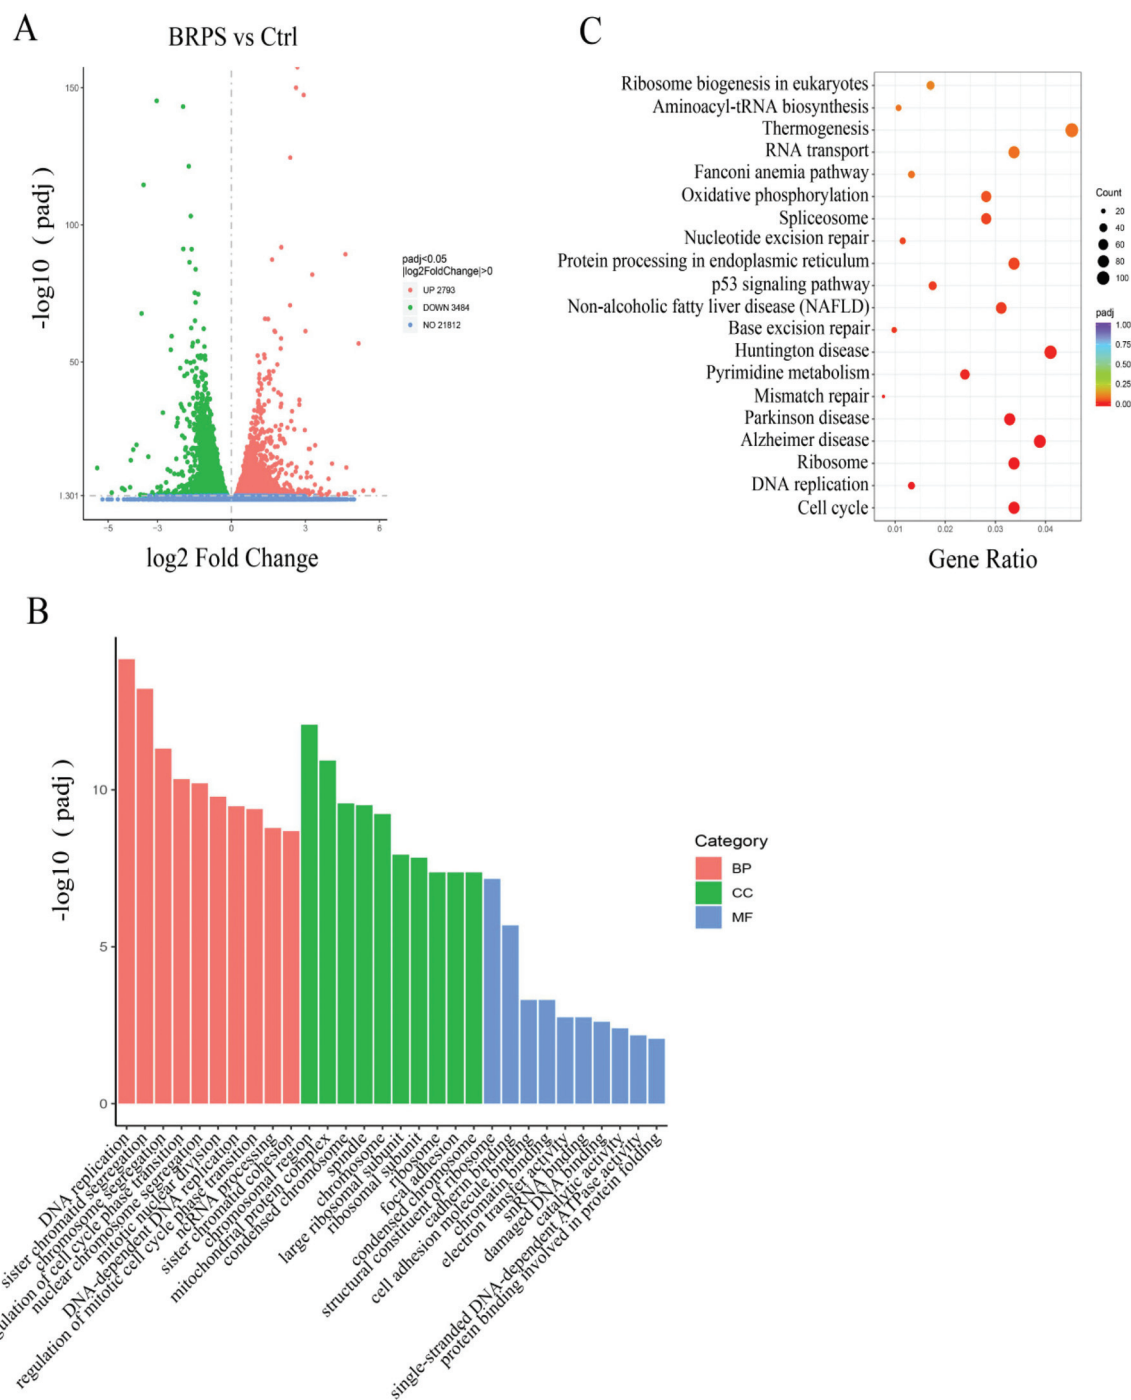 A
BRPS vs Ctrl
-log10 ( padj )
150
100
50
1.301
-5
-3
0
3
6
log2 Fold Change
padj<0.05
|log2FoldChange|>0
UP 2793
DOWN 3484
NO 21812
C
Ribosome biogenesis in eukaryotes
Aminoacyl-tRNA biosynthesis
Thermogenesis
RNA transport
Fanconi anemia pathway
Oxidative phosphorylation
Spliceosome
Nucleotide excision repair
Protein processing in endoplasmic reticulum
p53 signaling pathway
Non-alcoholic fatty liver disease (NAFLD)
Base excision repair
Huntington disease
Pyrimidine metabolism
Mismatch repair
Parkinson disease
Alzheimer disease
Ribosome
DNA replication
Cell cycle
0.01
0.02
0.03
0.04
Gene Ratio
Count
20
40
60
80
100
padj
1.00
0.75
0.50
0.25
0.00
B
-log10 ( padj )
10
5
0
DNA replication
sister chromatid segregation
chromosome segregation
gulation of cell cycle phase transition
nuclear chromosome segregation
mitotic nuclear division
DNA-dependent DNA replication
regulation of mitotic cell cycle phase transition
ncRNA processing
sister chromatid cohesion
chromosomal region
mitochondrial protein complex
condensed chromosome
spindle
chromosome
large ribosomal subunit
ribosomal subunit
ribosome
focal adhesion
condensed chromosome
structural constituent of ribosome
cadherin binding
cell adhesion molecule binding
chromatin binding
electron transfer activity
snRNA binding
damaged DNA binding
catalytic activity
single-stranded DNA-dependent ATPase activity
protein binding involved in protein folding
Category
BP
CC
MF